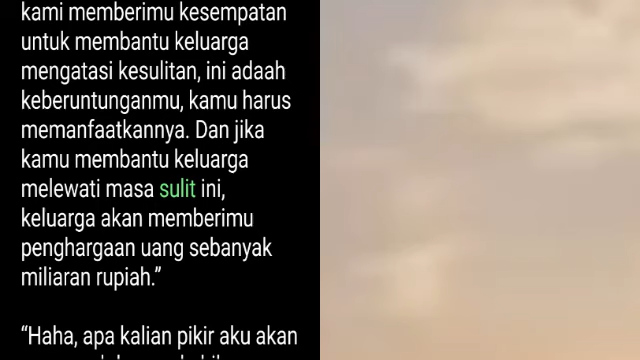 kami memberimu kesempatan
untuk membantu keluarga
mengatasi kesulitan, ini adaah
keberuntunganmu, kamu harus
memanfaatkannya. Dan jika
kamu membantu keluarga
melewati masa sulit ini,
keluarga akan memberimu
penghargaan uang sebanyak
miliaran rupiah.”
“Haha, apa kalian pikir aku akan